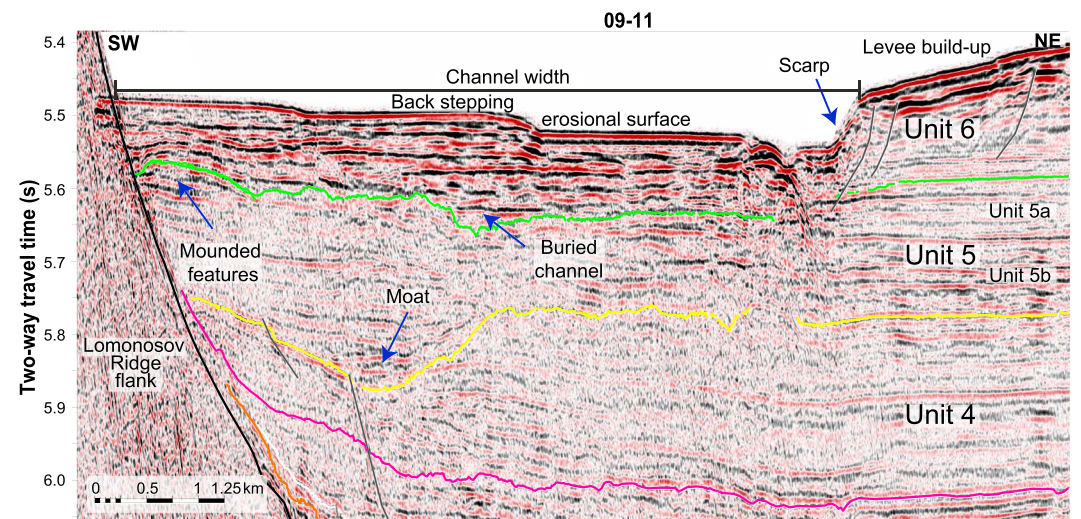 09-11
5.4
SW
Levee build-up
NE
Scarp
Channel width
Back stepping
5.5
erosional surface
Unit 6
5.6
Unit 5a
Mounded
features
Buried
channel
Unit 5
5.7
Unit 5b
Moat
5.8
Lomonosov
Ridge
flank
5.9
Unit 4
6.0
0 0.5 1.25 km
Two-way travel time (s)